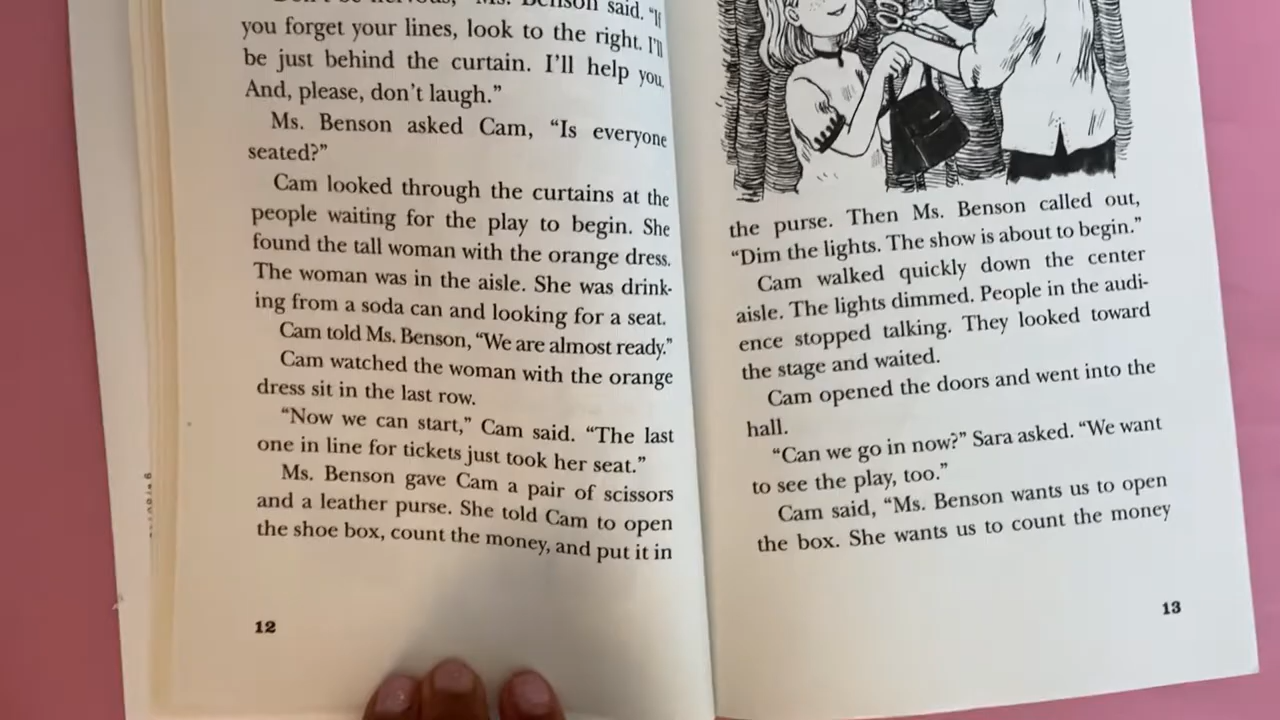 "Don't be nervous," Ms. Benson said. "If
you forget your lines, look to the right. I'll
be just behind the curtain. I'll help you.
And, please, don't laugh."
Ms. Benson asked Cam, "Is everyone
seated?"
Cam looked through the curtains at the
people waiting for the play to begin. She
found the tall woman with the orange dress.
The woman was in the aisle. She was drink-
ing from a soda can and looking for a seat.
Cam told Ms. Benson, "We are almost ready."
Cam watched the woman with the orange
dress sit in the last row.
"Now we can start," Cam said. "The last
one in line for tickets just took her seat."
Ms. Benson gave Cam a pair of scissors
and a leather purse. She told Cam to open
the shoe box, count the money, and put it in
12
the purse. Then Ms. Benson called out,
"Dim the lights. The show is about to begin."
Cam walked quickly down the center
aisle. The lights dimmed. People in the audi-
ence stopped talking. They looked toward
the stage and waited.
Cam opened the doors and went into the
hall.
"Can we go in now?" Sara asked. "We want
to see the play, too."
Cam said, "Ms. Benson wants us to open
the box. She wants us to count the money
13